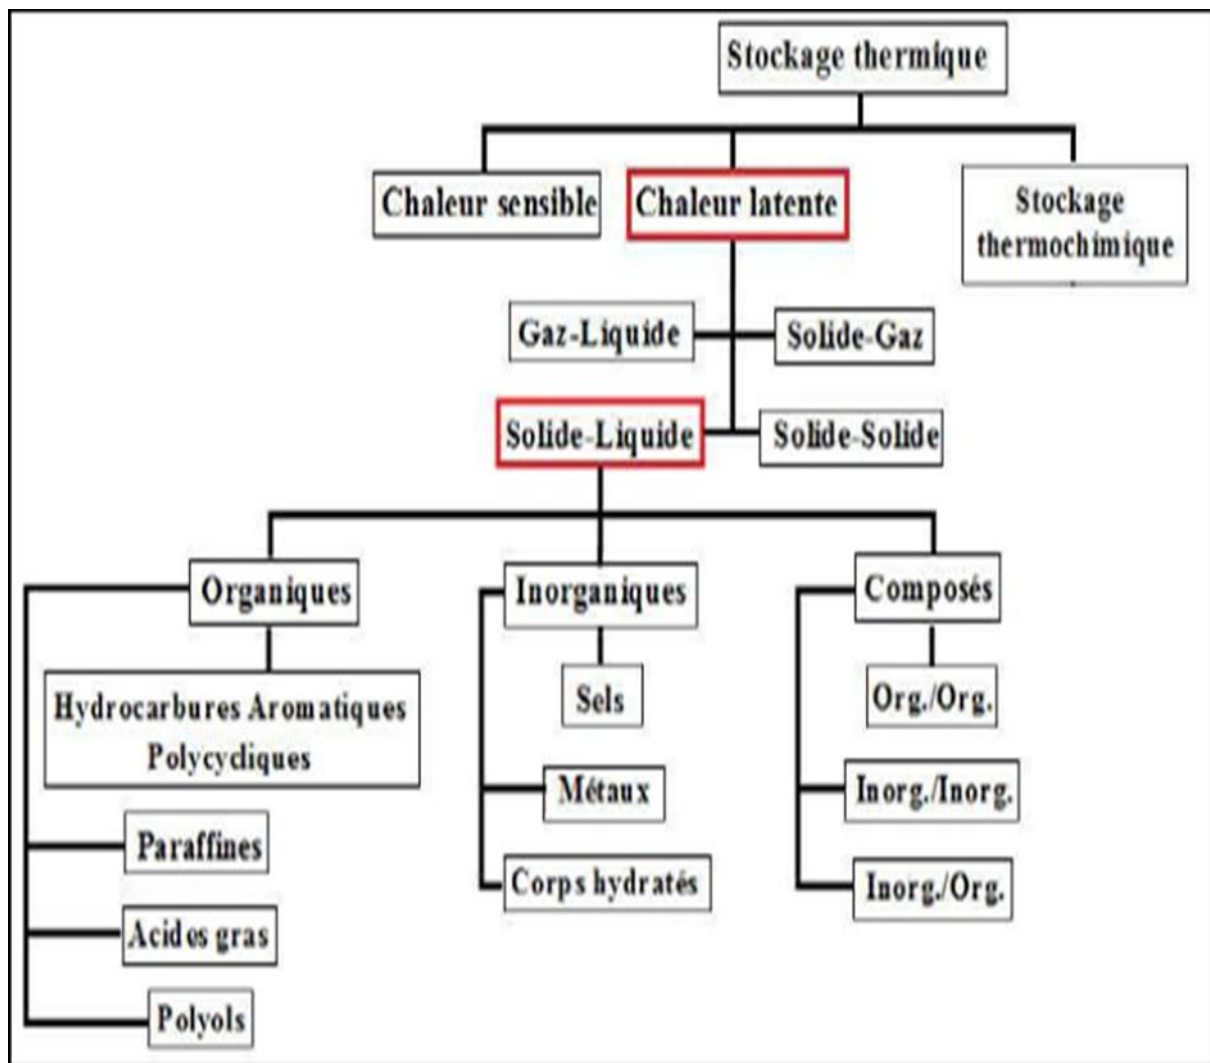 Stockage thermique
Chaleur sensible
Chaleur latente
Stockage
thermochimique
Gaz-Liquide
Solide-Gaz
Solide-Liquide
Solide-Solide
Organiques
Inorganiques
Composés
Hydrocarbures Aromatiques
Polycycliques
Sels
Org./Org.
Métaux
Inorg./Inorg.
Paraffines
Corps hydratés
Inorg./Org.
Acides gras
Polyols